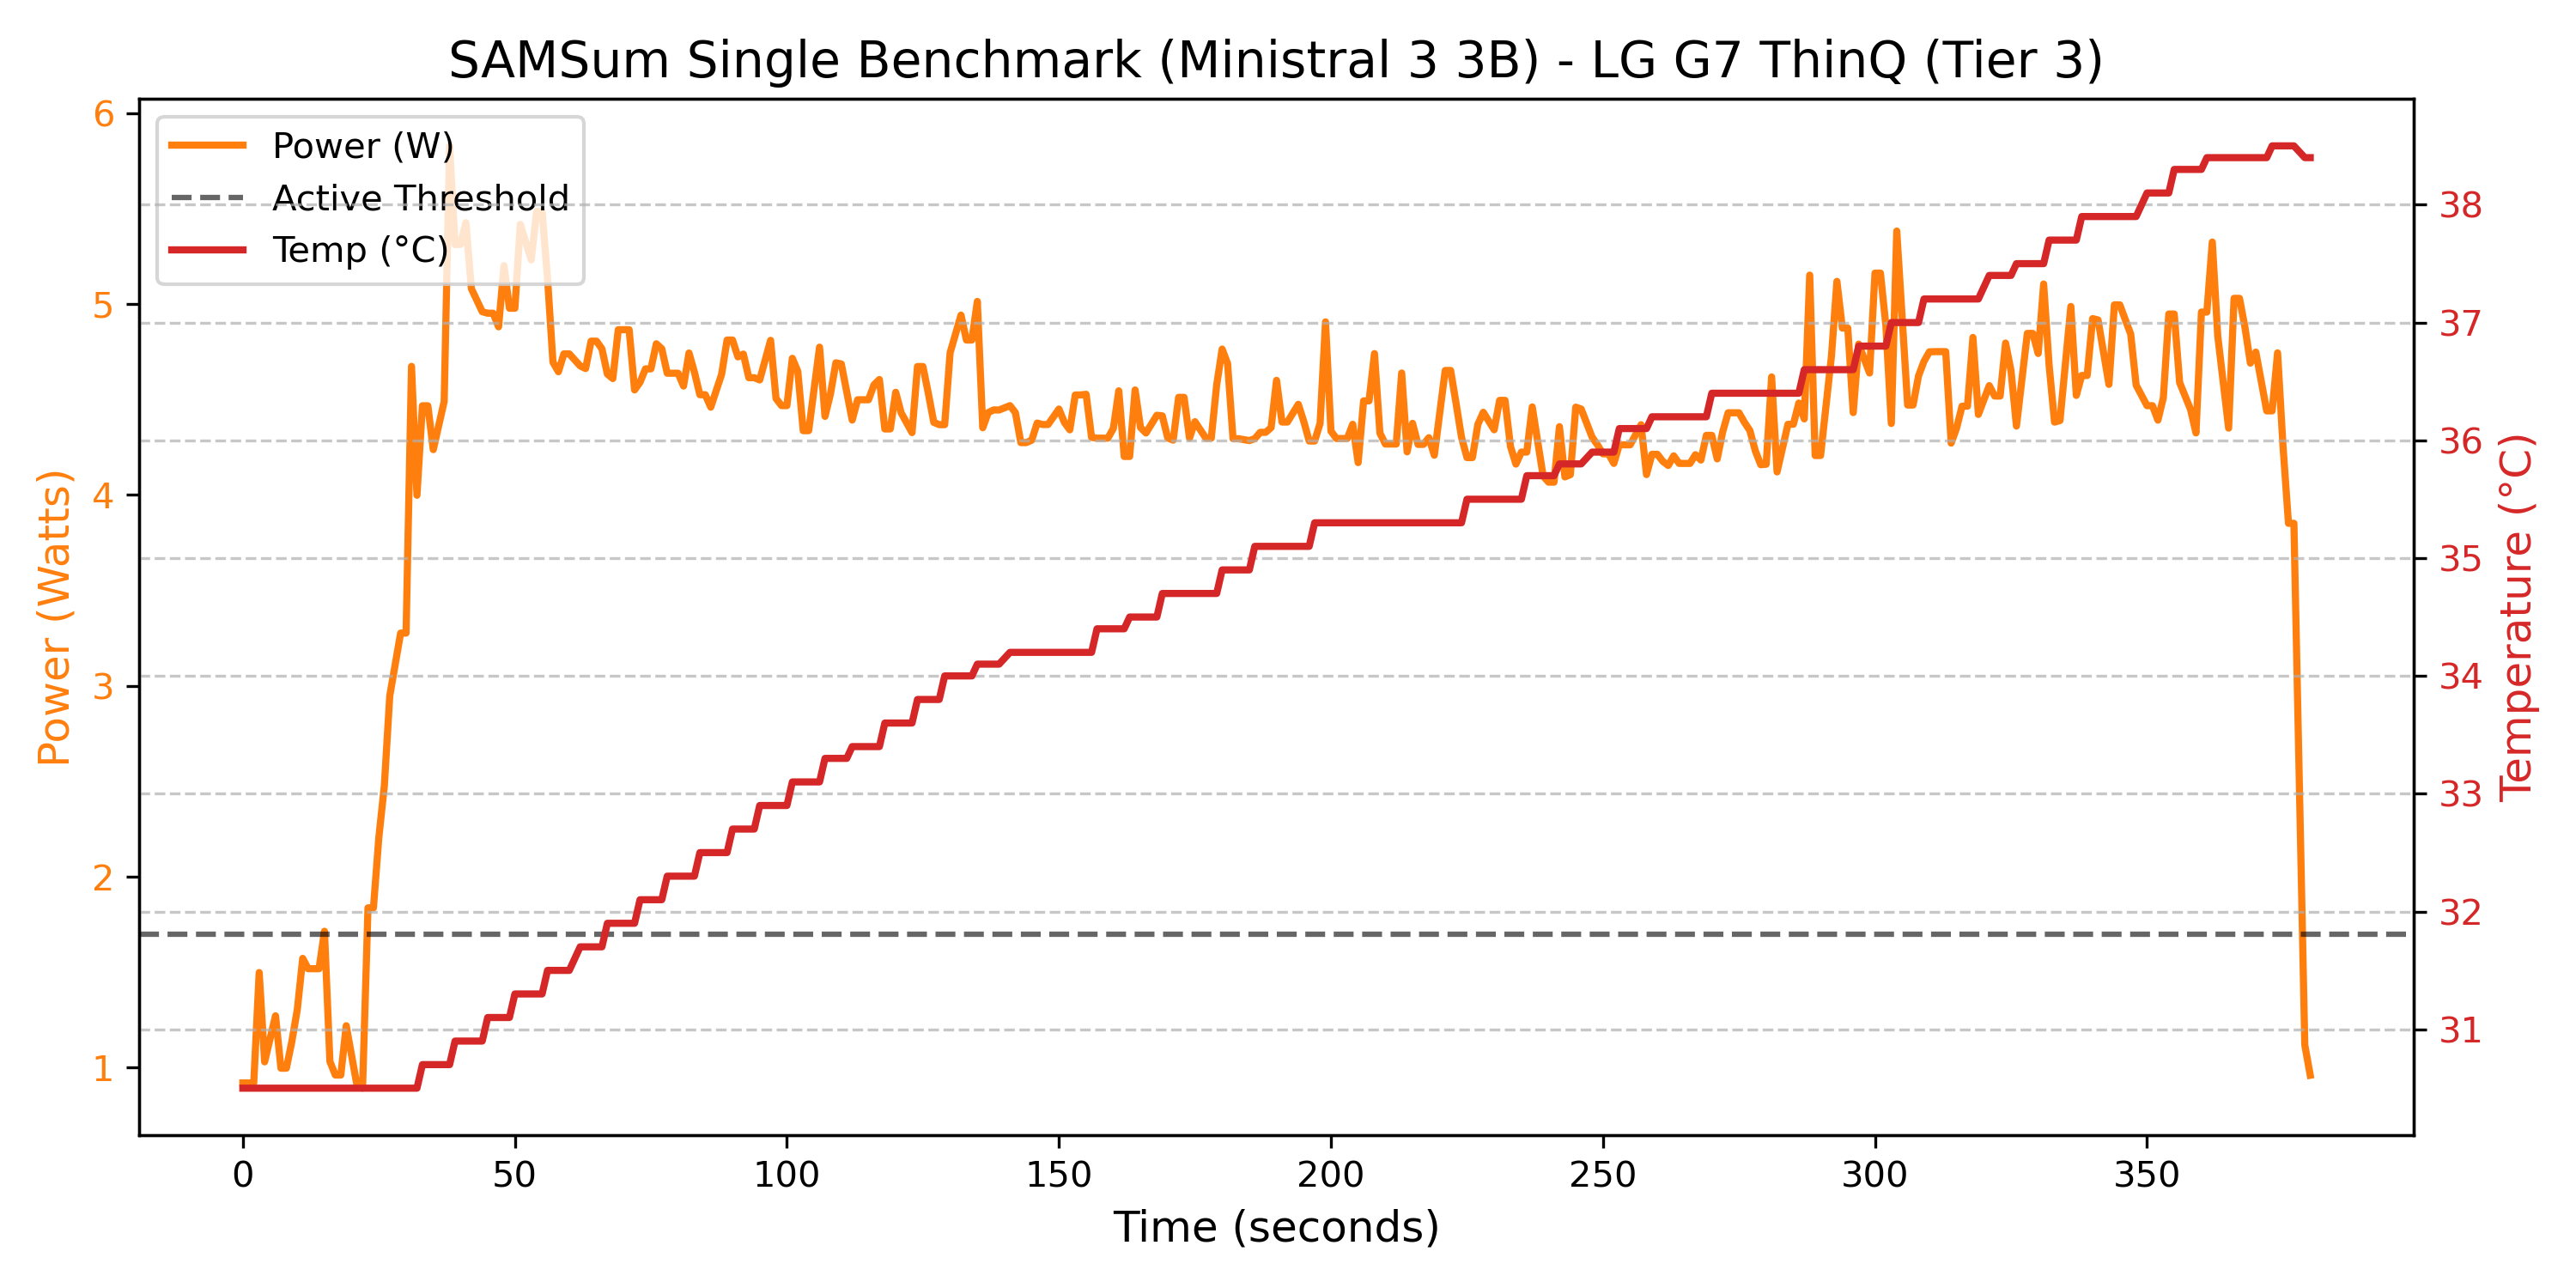 SAMSum Single Benchmark (Ministral 3 3B) - LG G7 ThinQ (Tier 3)
Power (W)
Active Threshold
Temp (°C)
Power (Watts)
6
5
4
3
2
1
38
37
36
35
34
33
32
31
Temperature (°C)
0 50 100 150 200 250 300 350
Time (seconds)